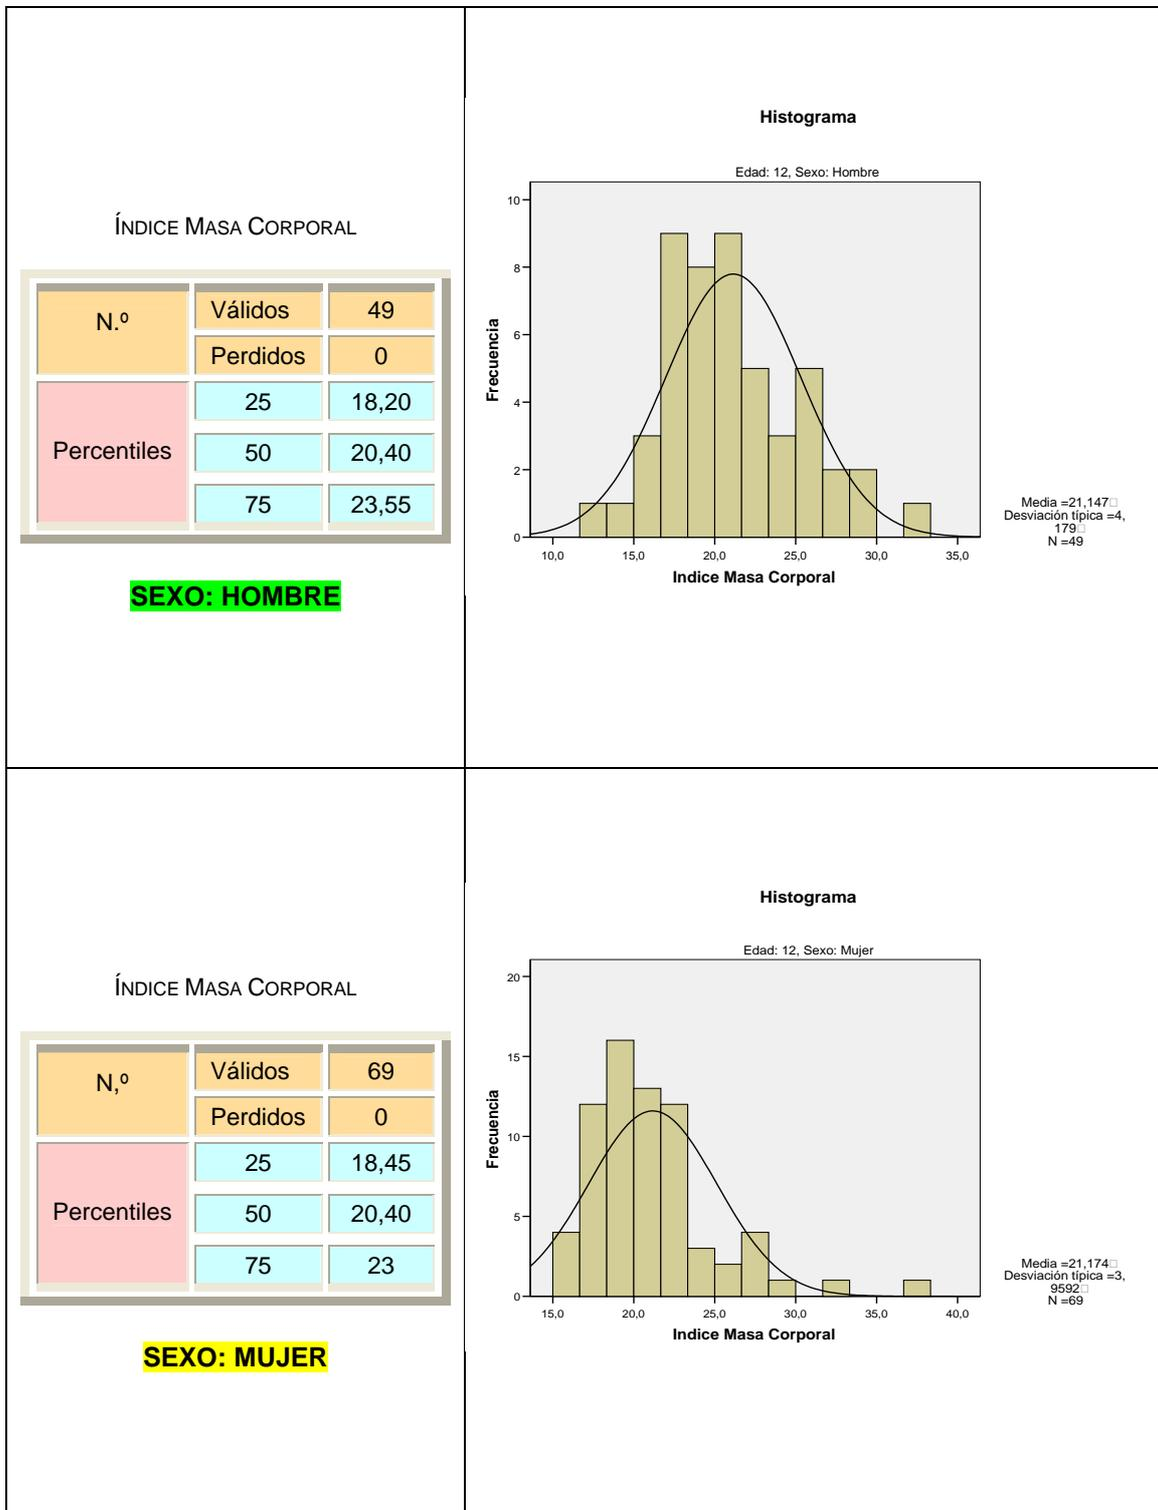 ÍNDICE MASA CORPORAL
N.º Válidos 49
Perdidos 0
Percentiles 25 18,20
50 20,40
75 23,55
SEXO: HOMBRE
Histograma
Edad: 12, Sexo: Hombre
10
8
6
4
2
0
Frecuencia
10,0 15,0 20,0 25,0 30,0 35,0
Indice Masa Corporal
Media =21,147
Desviación típica =4,
179
N =49
ÍNDICE MASA CORPORAL
N,º Válidos 69
Perdidos 0
Percentiles 25 18,45
50 20,40
75 23
SEXO: MUJER
Histograma
Edad: 12, Sexo: Mujer
20
15
10
5
0
Frecuencia
15,0 20,0 25,0 30,0 35,0 40,0
Indice Masa Corporal
Media =21,174
Desviación típica =3,
9592
N =69